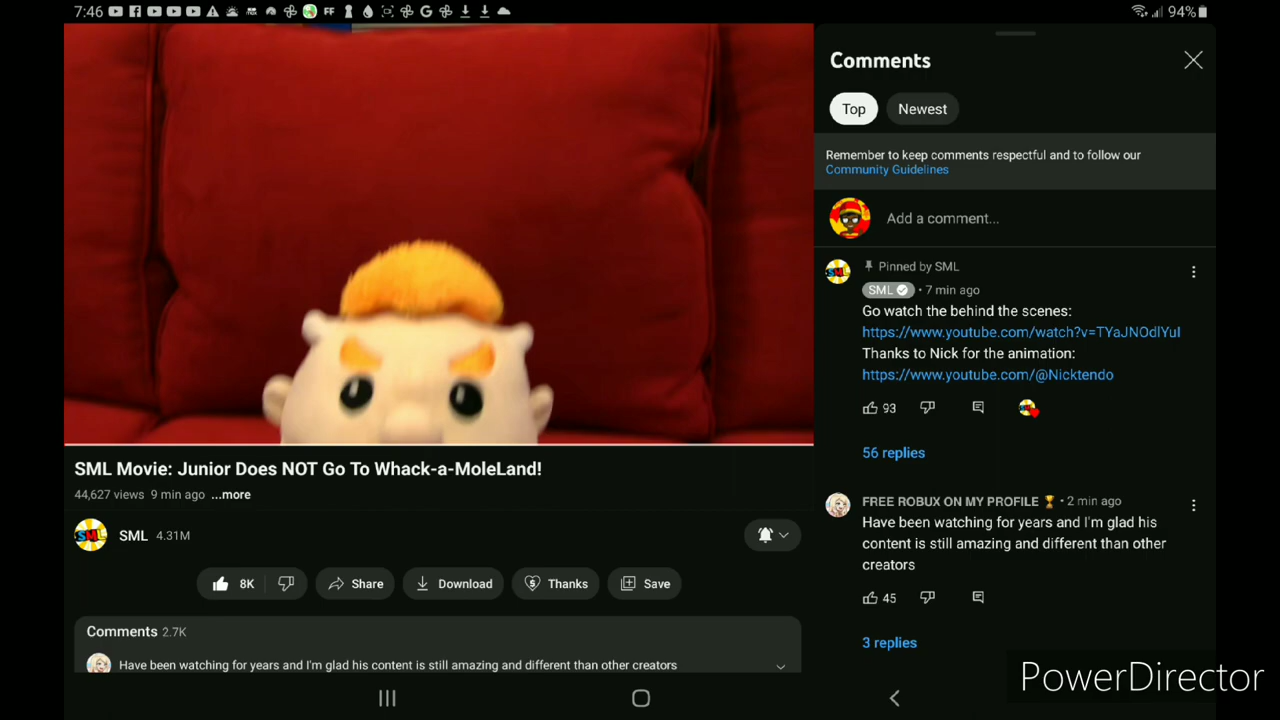 7:46
FF
G
94%
SML Movie: Junior Does NOT Go To Whack-a-MoleLand!
44,627 views 9 min ago ...more
SML 4.31M
8K Share Download Thanks Save
Comments 2.7K
Have been watching for years and I'm glad his content is still amazing and different than other creators
Comments
Top Newest
Remember to keep comments respectful and to follow our
Community Guidelines
Add a comment...
Pinned by SML
SML • 7 min ago
Go watch the behind the scenes:
https://www.youtube.com/watch?v=TYaJNOdlYuI
Thanks to Nick for the animation:
https://www.youtube.com/@Nicktendo
93
56 replies
FREE ROBUX ON MY PROFILE 🏆 • 2 min ago
Have been watching for years and I'm glad his
content is still amazing and different than other
creators
45
3 replies
PowerDirector